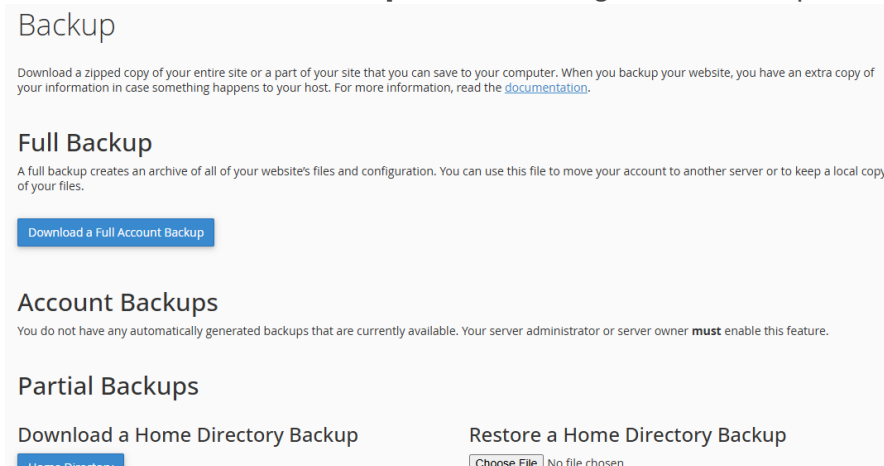 Backup
Download a zipped copy of your entire site or a part of your site that you can save to your computer. When you backup your website, you have an extra copy of
your information in case something happens to your host. For more information, read the documentation.
Full Backup
A full backup creates an archive of all of your website's files and configuration. You can use this file to move your account to another server or to keep a local copy
of your files.
Download a Full Account Backup
Account Backups
You do not have any automatically generated backups that are currently available. Your server administrator or server owner must enable this feature.
Partial Backups
Download a Home Directory Backup
Restore a Home Directory Backup
Home Directory
Choose File No file chosen